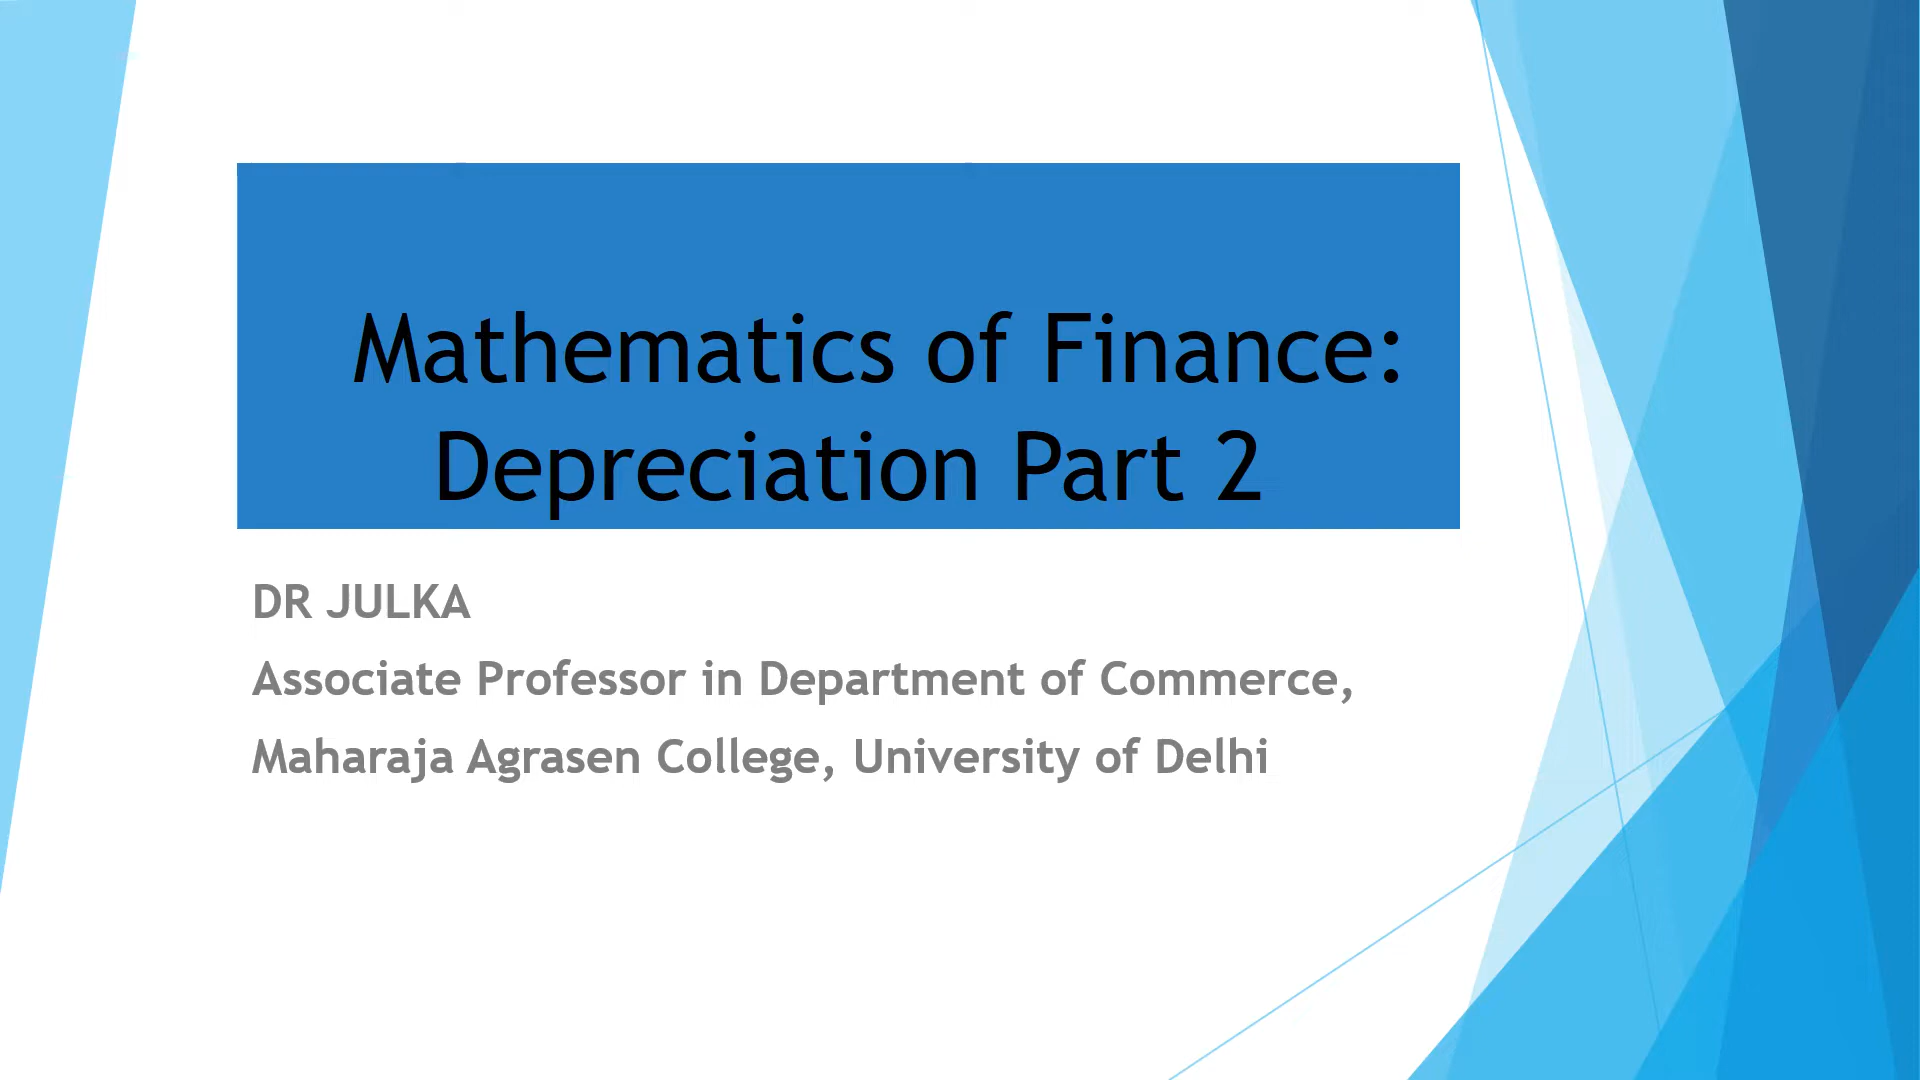 Mathematics of Finance:
Depreciation Part 2
DR JULKA
Associate Professor in Department of Commerce,
Maharaja Agrasen College, University of Delhi